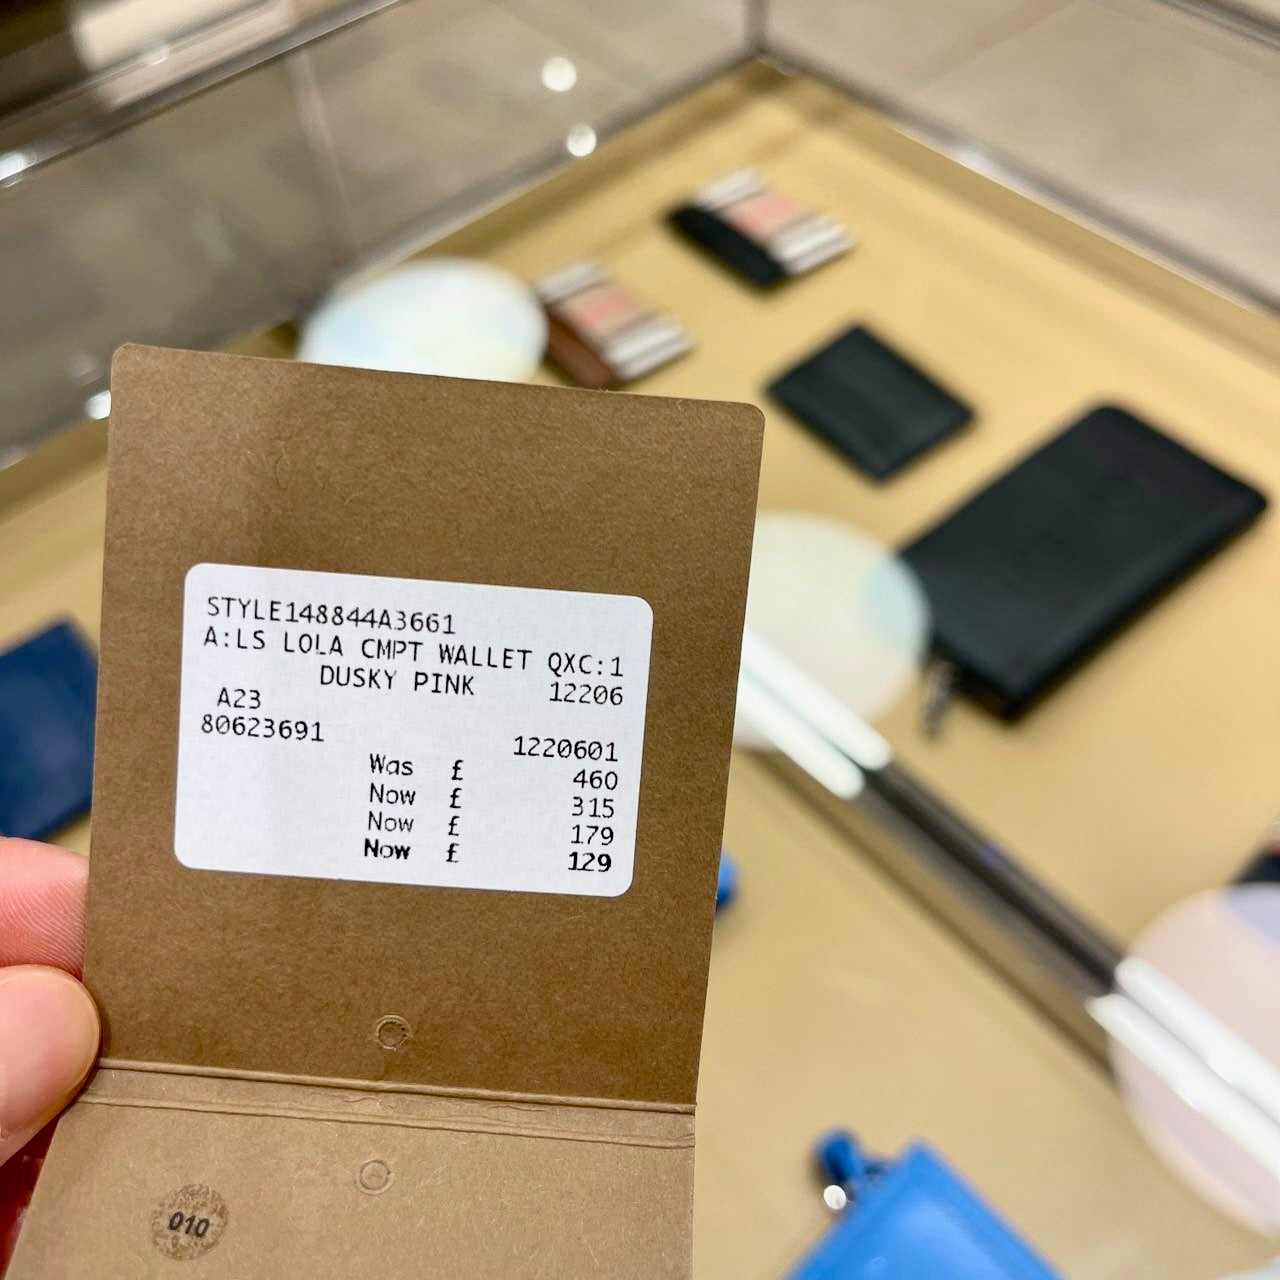 STYLE148844A3661
A:LS LOLA CMPT WALLET QXC:1
DUSKY PINK 12206
A23
80623691 1220601
Was £ 460
Now £ 315
Now £ 179
Now £ 129
010